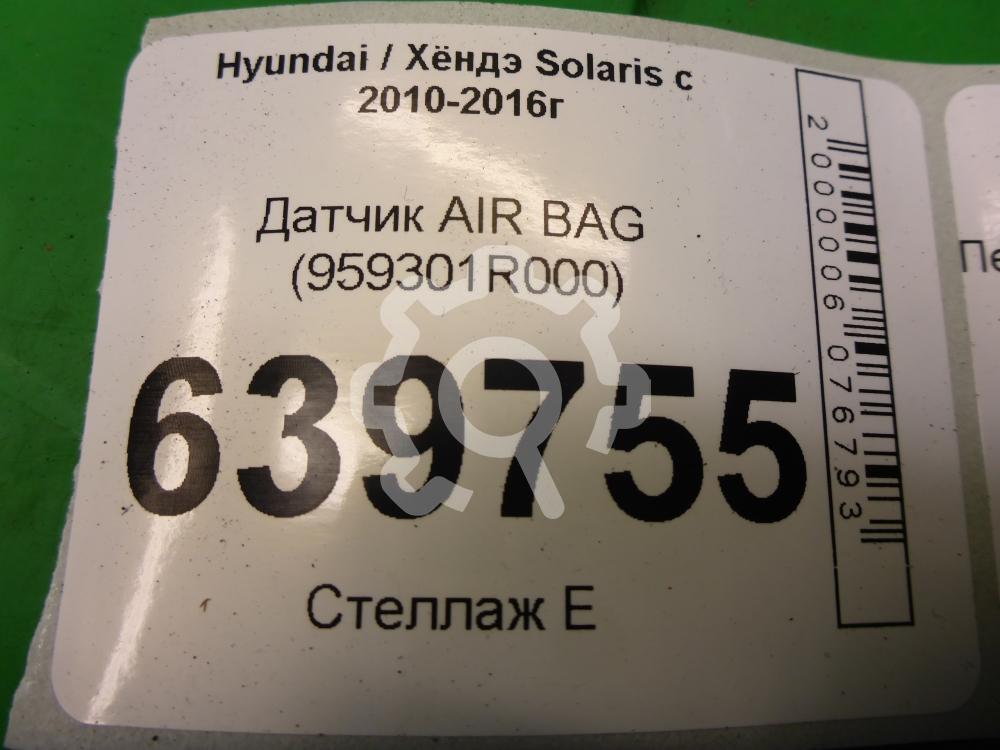 Hyundai / Хёндэ Solaris с
2010-2016г
Датчик AIR BAG
(959301R000)
639755
Стеллаж Е
2000006076793